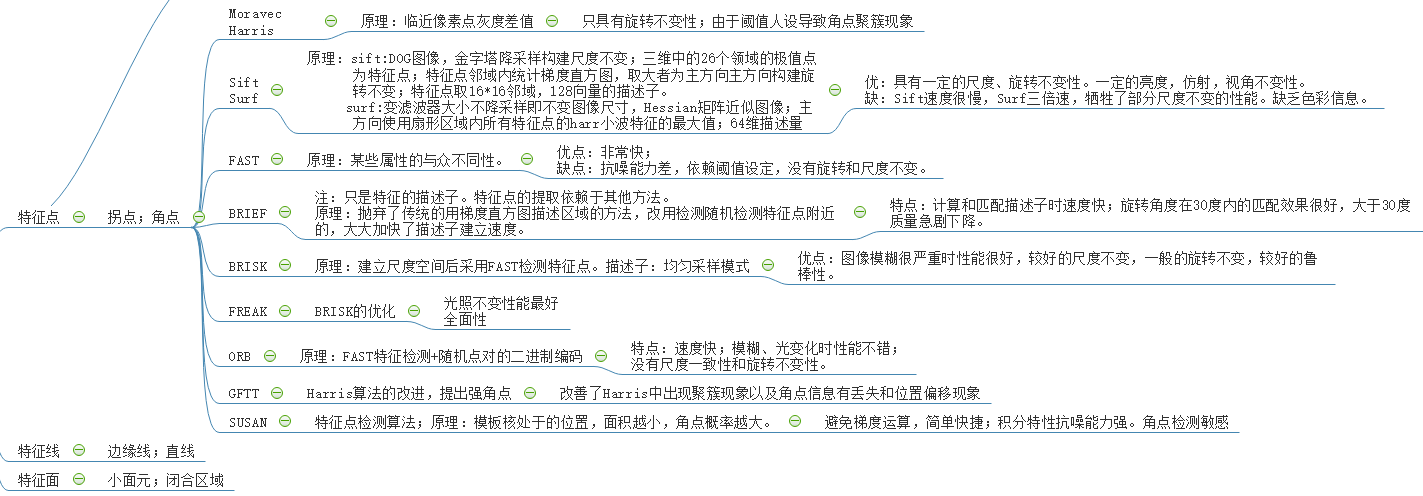 Moravec
Harris
原理：临近像素点灰度差值
只具有旋转不变性；由于阈值人设导致角点聚簇现象
Sift
Surf
原理：sift:DOG图像，金字塔降采样构建尺度不变；三维中的26个领域的极值点
为特征点；特征点邻域内统计梯度直方图，取大者为主方向主方向构建旋
转不变；特征点取16*16邻域，128向量的描述子。
surf:变滤波器大小不降采样即不变图像尺寸，Hessian矩阵近似图像；主
方向使用扇形区域内所有特征点的harr小波特征的最大值；64维描述量
优：具有一定的尺度、旋转不变性。一定的亮度，仿射，视角不变性。
缺：Sift速度很慢，Surf三倍速，牺牲了部分尺度不变的性能。缺乏色彩信息。
FAST
原理：某些属性的与众不同性。
优点：非常快；
缺点：抗噪能力差，依赖阈值设定，没有旋转和尺度不变。
特征点
拐点；角点
BRIEF
注：只是特征的描述子。特征点的提取依赖于其他方法。
原理：抛弃了传统的用梯度直方图描述区域的方法，改用检测随机检测特征点附近
的，大大加快了描述子建立速度。
特点：计算和匹配描述子时速度快；旋转角度在30度内的匹配效果很好，大于30度
质量急剧下降。
BRISK
原理：建立尺度空间后采用FAST检测特征点。描述子：均匀采样模式
优点：图像模糊很严重时性能很好，较好的尺度不变，一般的旋转不变，较好的鲁
棒性。
FREAK
BRISK的优化
光照不变性能最好
全面性
ORB
原理：FAST特征检测+随机点对的二进制编码
特点：速度快；模糊、光变化时性能不错；
没有尺度一致性和旋转不变性。
GFTT
Harris算法的改进，提出强角点
改善了Harris中出现聚簇现象以及角点信息有丢失和位置偏移现象
SUSAN
特征点检测算法；原理：模板核处于的位置，面积越小，角点概率越大。
避免梯度运算，简单快捷；积分特性抗噪能力强。角点检测敏感
特征线
边缘线；直线
特征面
小面元；闭合区域